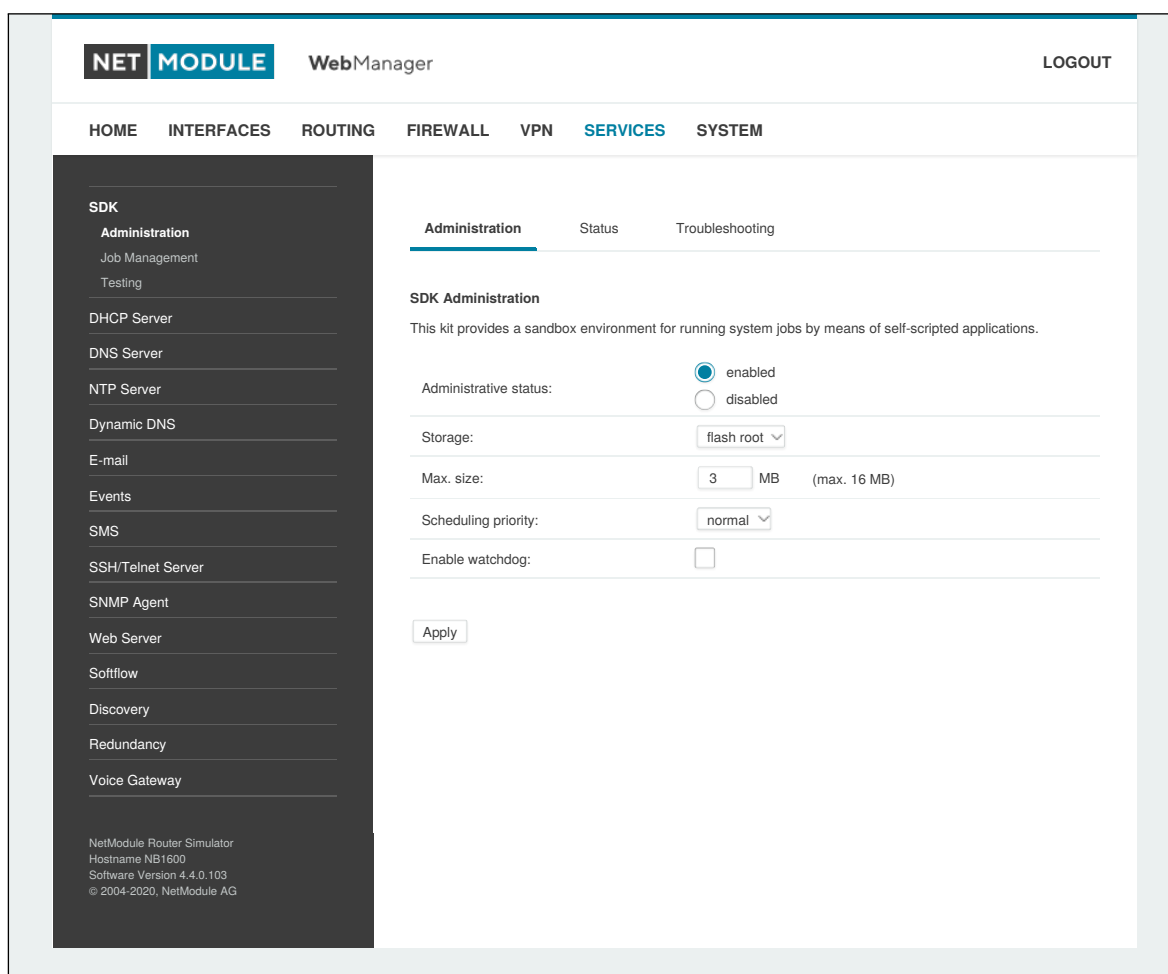 NET MODULE WebManager LOGOUT
HOME INTERFACES ROUTING FIREWALL VPN SERVICES SYSTEM
SDK
Administration
Job Management
Testing
DHCP Server
DNS Server
NTP Server
Dynamic DNS
E-mail
Events
SMS
SSH/Telnet Server
SNMP Agent
Web Server
Softflow
Discovery
Redundancy
Voice Gateway
NetModule Router Simulator
Hostname NB1600
Software Version 4.4.0.103
© 2004-2020, NetModule AG
Administration Status Troubleshooting
SDK Administration
This kit provides a sandbox environment for running system jobs by means of self-scripted applications.
Administrative status: enabled
disabled
Storage: flash root
Max. size: 3 MB (max. 16 MB)
Scheduling priority: normal
Enable watchdog:
Apply